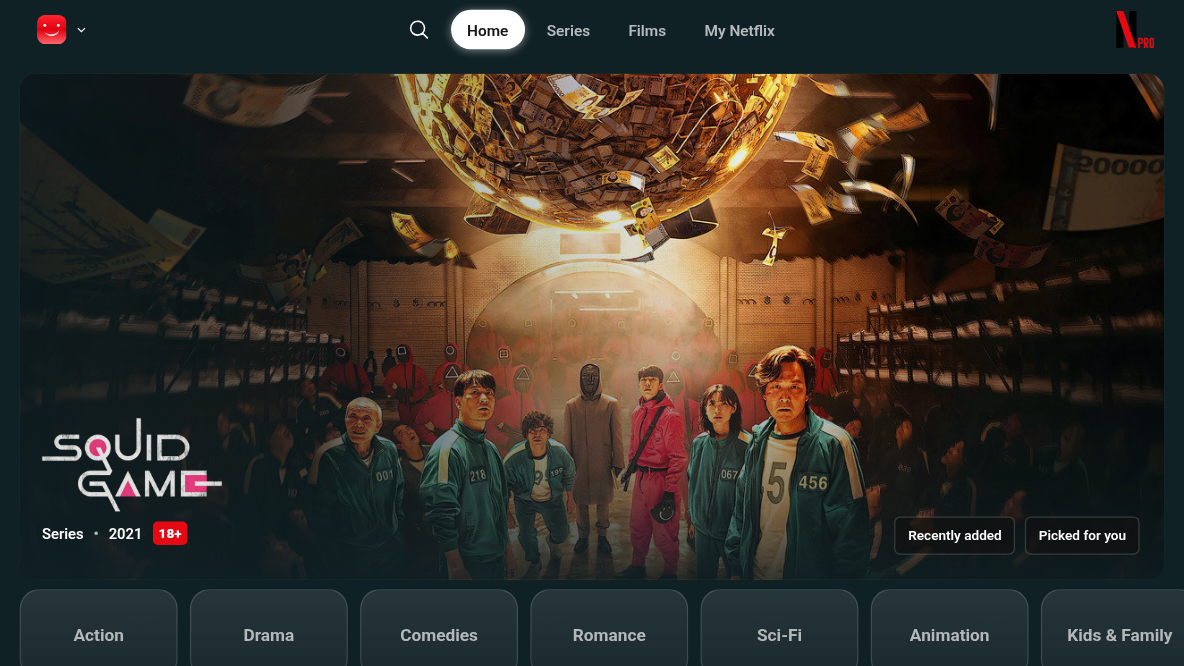 Home
Series
Films
My Netflix
N PRO
20000
001
218
067
5
456
SQUID
GAME
Series • 2021 18+
Recently added
Picked for you
Action
Drama
Comedies
Romance
Sci-Fi
Animation
Kids & Family